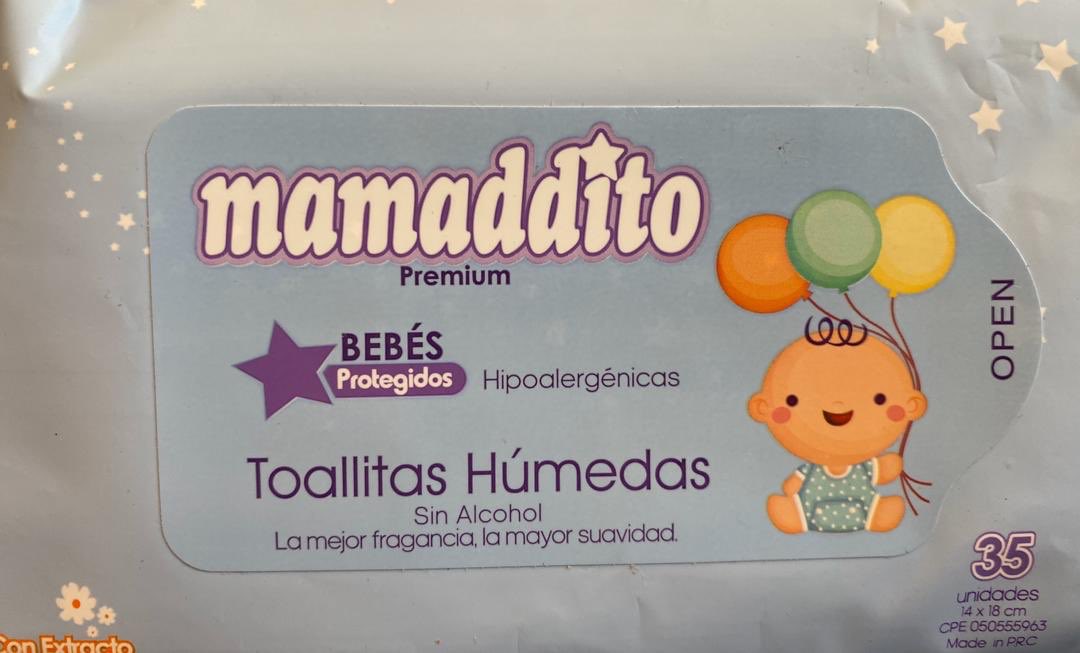 mamaddito
Premium
BEBÉS
Protegidos
Hipoalergénicas
Toallitas Húmedas
Sin Alcohol
La mejor fragancia, la mayor suavidad.
OPEN
35
unidades
14 x 18 cm
CPE 050555963
Made in P.R.C
Con Extracto